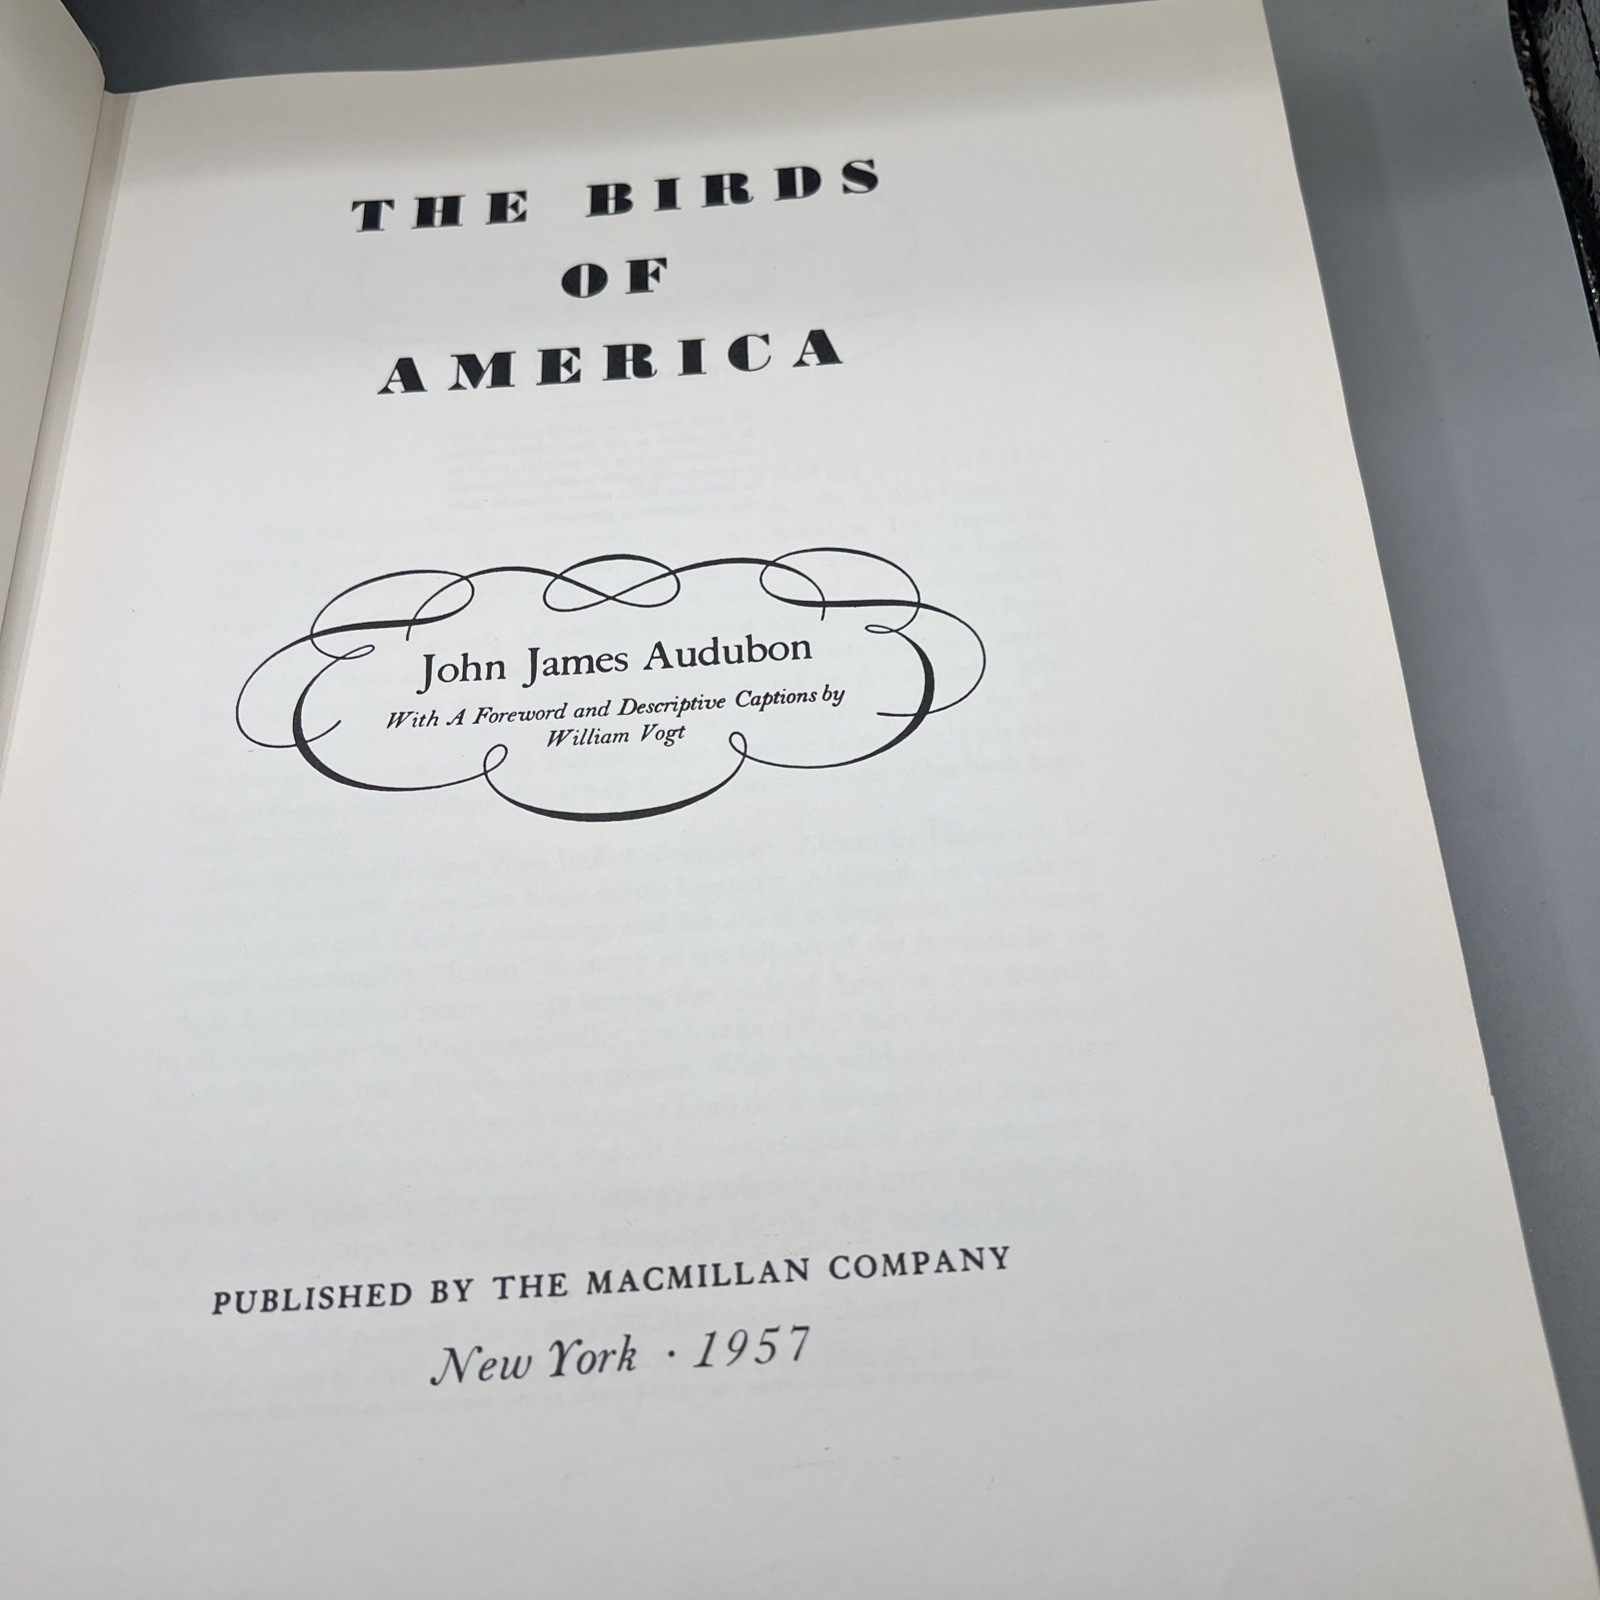 THE BIRDS
OF
AMERICA
John James Audubon
With A Foreword and Descriptive Captions by
William Vogt
PUBLISHED BY THE MACMILLAN COMPANY
New York · 1957